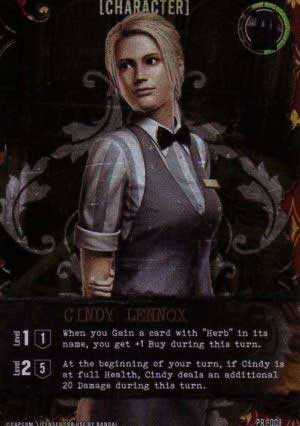 [CHARACTER]
CINDY LENNOX
Level 1 1
When you Gain a card with "Herb" in its
name, you get +1 Buy during this turn.
Level 2 5
At the beginning of your turn, if Cindy is
at full Health, Cindy deals an additional
20 Damage during this turn.
©CAPCOM. LICENSED FOR USE BY BANDAI